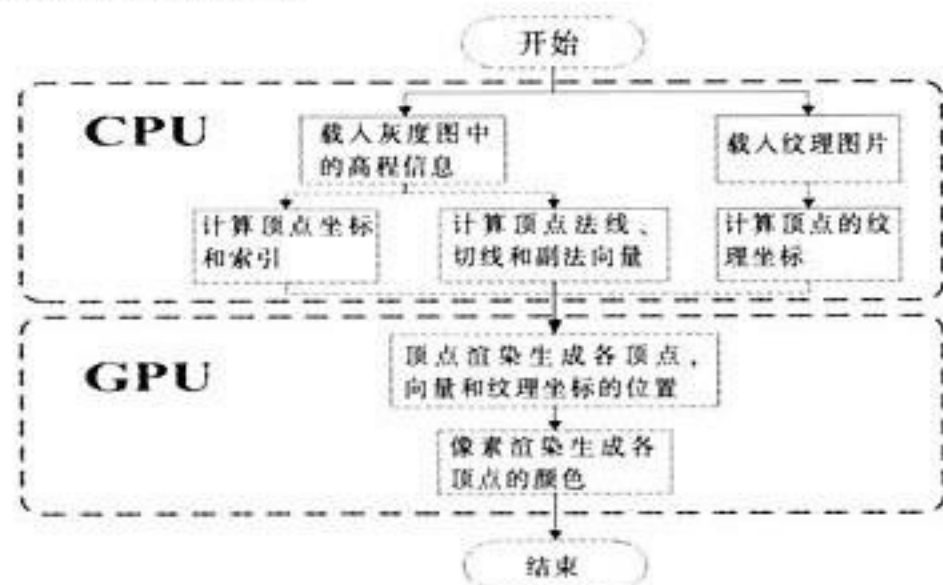 开始
CPU
载入灰度图中
的高程信息
载入纹理图片
计算顶点坐标
和索引
计算顶点法线、
切线和副法向量
计算顶点的纹
理坐标
GPU
顶点渲染生成各顶点、
向量和纹理坐标的位置
像素渲染生成各
顶点的颜色
结束